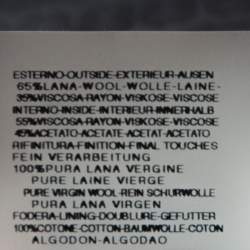 ESTERNO-OUTSIDE-EXTERIEUR-AUSEN
65%LANA-WOOL-WOLLE-LAINE-
35%VISCOSA-RAYON-VISKOSE-VISCOSE
INTERNO-INSIDE-INTERIEUR-INNERHALB
55%VISCOSA-RAYON-VISKOSE-VISCOSE
45%ACETATO-ACETATE-ACETAT-ACETATO
RIFINITURA-FINITION-FINAL TOUCHES
FEIN VERARBEITUNG
100%PURA LANA VERGINE
PURE LAINE VIERGE
PURE VIRGIN WOOL-REIN SCHURWOLLE
PURA LANA VIRGEN
FODERA-LINING-DOUBLURE-GEFUTTER
100%COTONE-COTTON-BAUMWOLLE-COTON
ALGODON-ALGODAO